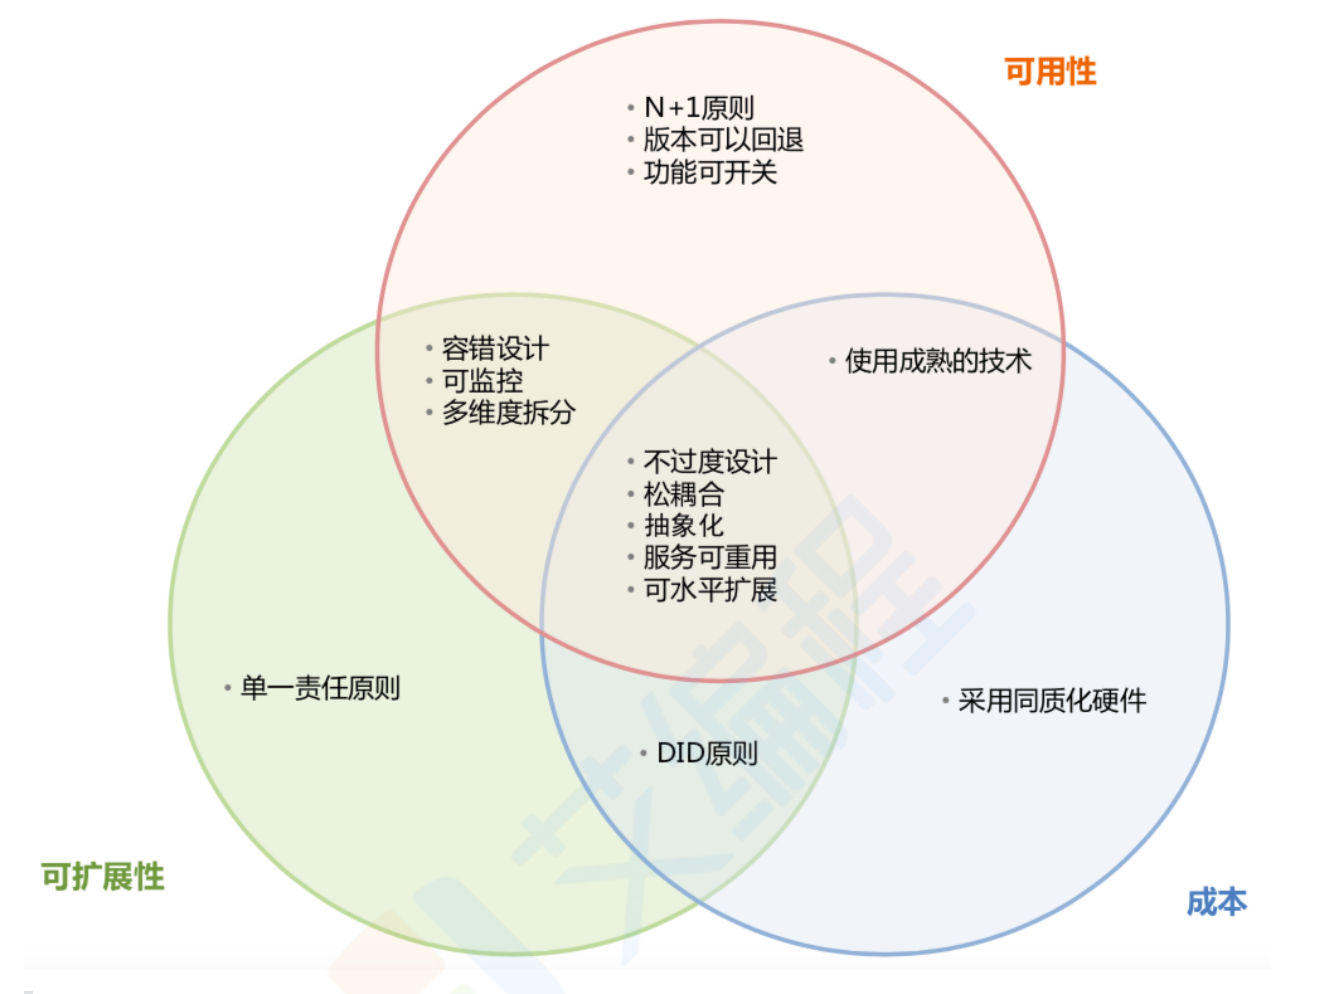 可用性
• N+1原则
• 版本可以回退
• 功能可开关
• 容错设计
• 可监控
• 多维度拆分
• 使用成熟的技术
• 不过度设计
• 松耦合
• 抽象化
• 服务可重用
• 可水平扩展
• 单一责任原则
• 采用同质化硬件
• DID原则
可扩展性
成本
艾编程